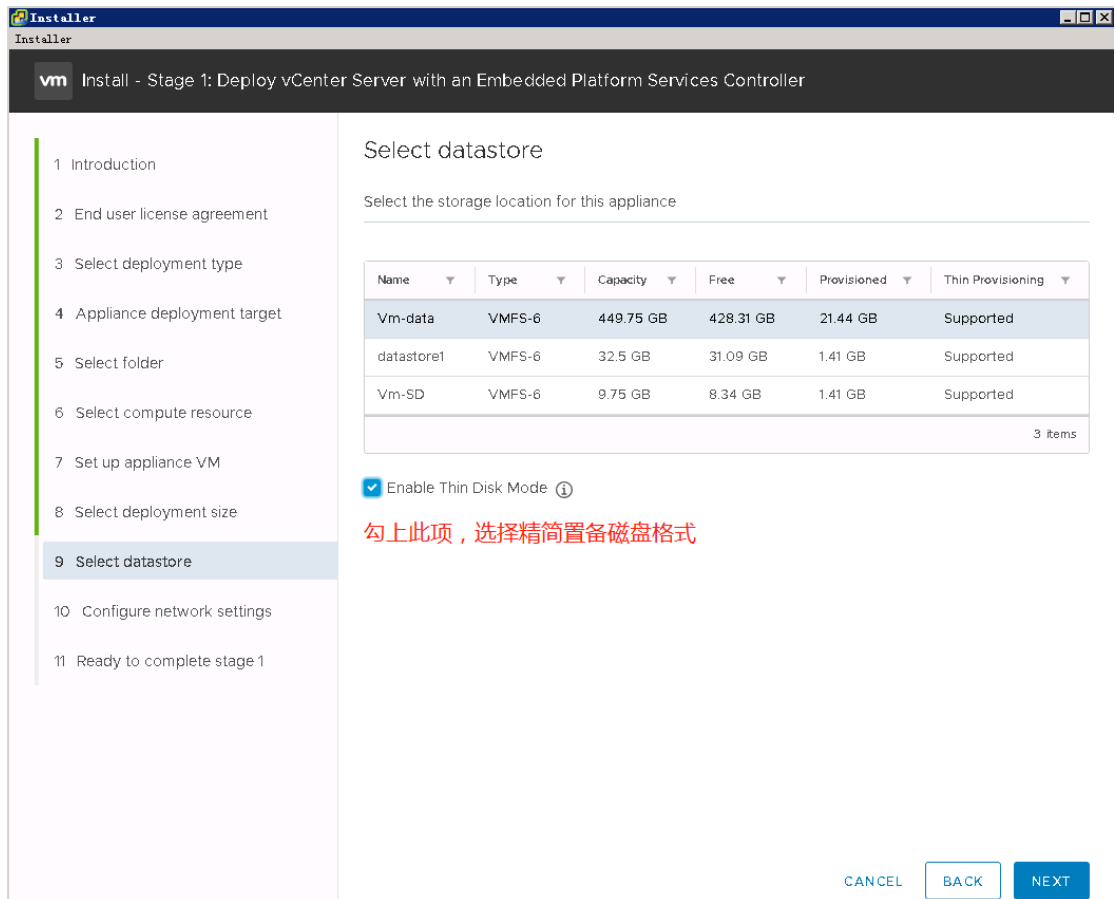 Installer
Installer
vm Install - Stage 1: Deploy vCenter Server with an Embedded Platform Services Controller
1 Introduction
2 End user license agreement
3 Select deployment type
4 Appliance deployment target
5 Select folder
6 Select compute resource
7 Set up appliance VM
8 Select deployment size
9 Select datastore
10 Configure network settings
11 Ready to complete stage 1
Select datastore
Select the storage location for this appliance
Name Type Capacity Free Provisioned Thin Provisioning
Vm-data VMFS-6 449.75 GB 428.31 GB 21.44 GB Supported
datastore1 VMFS-6 32.5 GB 31.09 GB 1.41 GB Supported
Vm-SD VMFS-6 9.75 GB 8.34 GB 1.41 GB Supported
3 items
Enable Thin Disk Mode
勾上此项，选择精简置备磁盘格式
CANCEL BACK NEXT